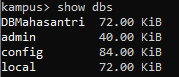 kampus> show dbs
DBMahasantri  72.00 KiB
admin         40.00 KiB
config        84.00 KiB
local         72.00 KiB